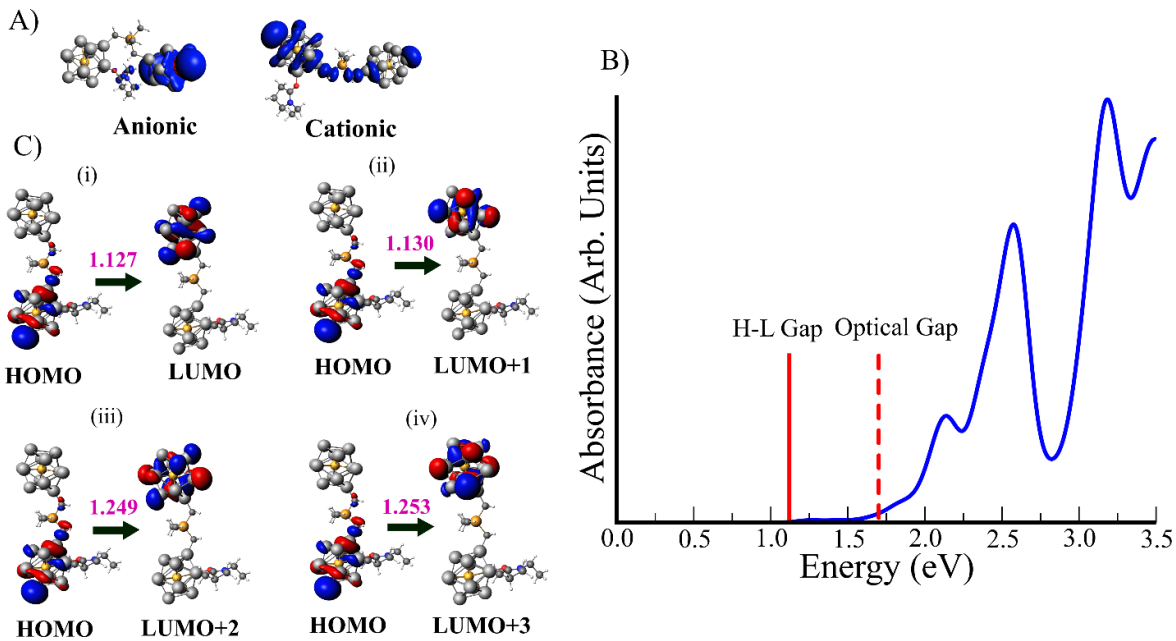 A)
Anionic
Cationic
B)
Absorbance (Arb. Units)
H-L Gap
Optical Gap
0.0 0.5 1.0 1.5 2.0 2.5 3.0 3.5
Energy (eV)
C)
(i)
1.127
HOMO
LUMO
(ii)
1.130
HOMO
LUMO+1
(iii)
1.249
HOMO
LUMO+2
(iv)
1.253
HOMO
LUMO+3